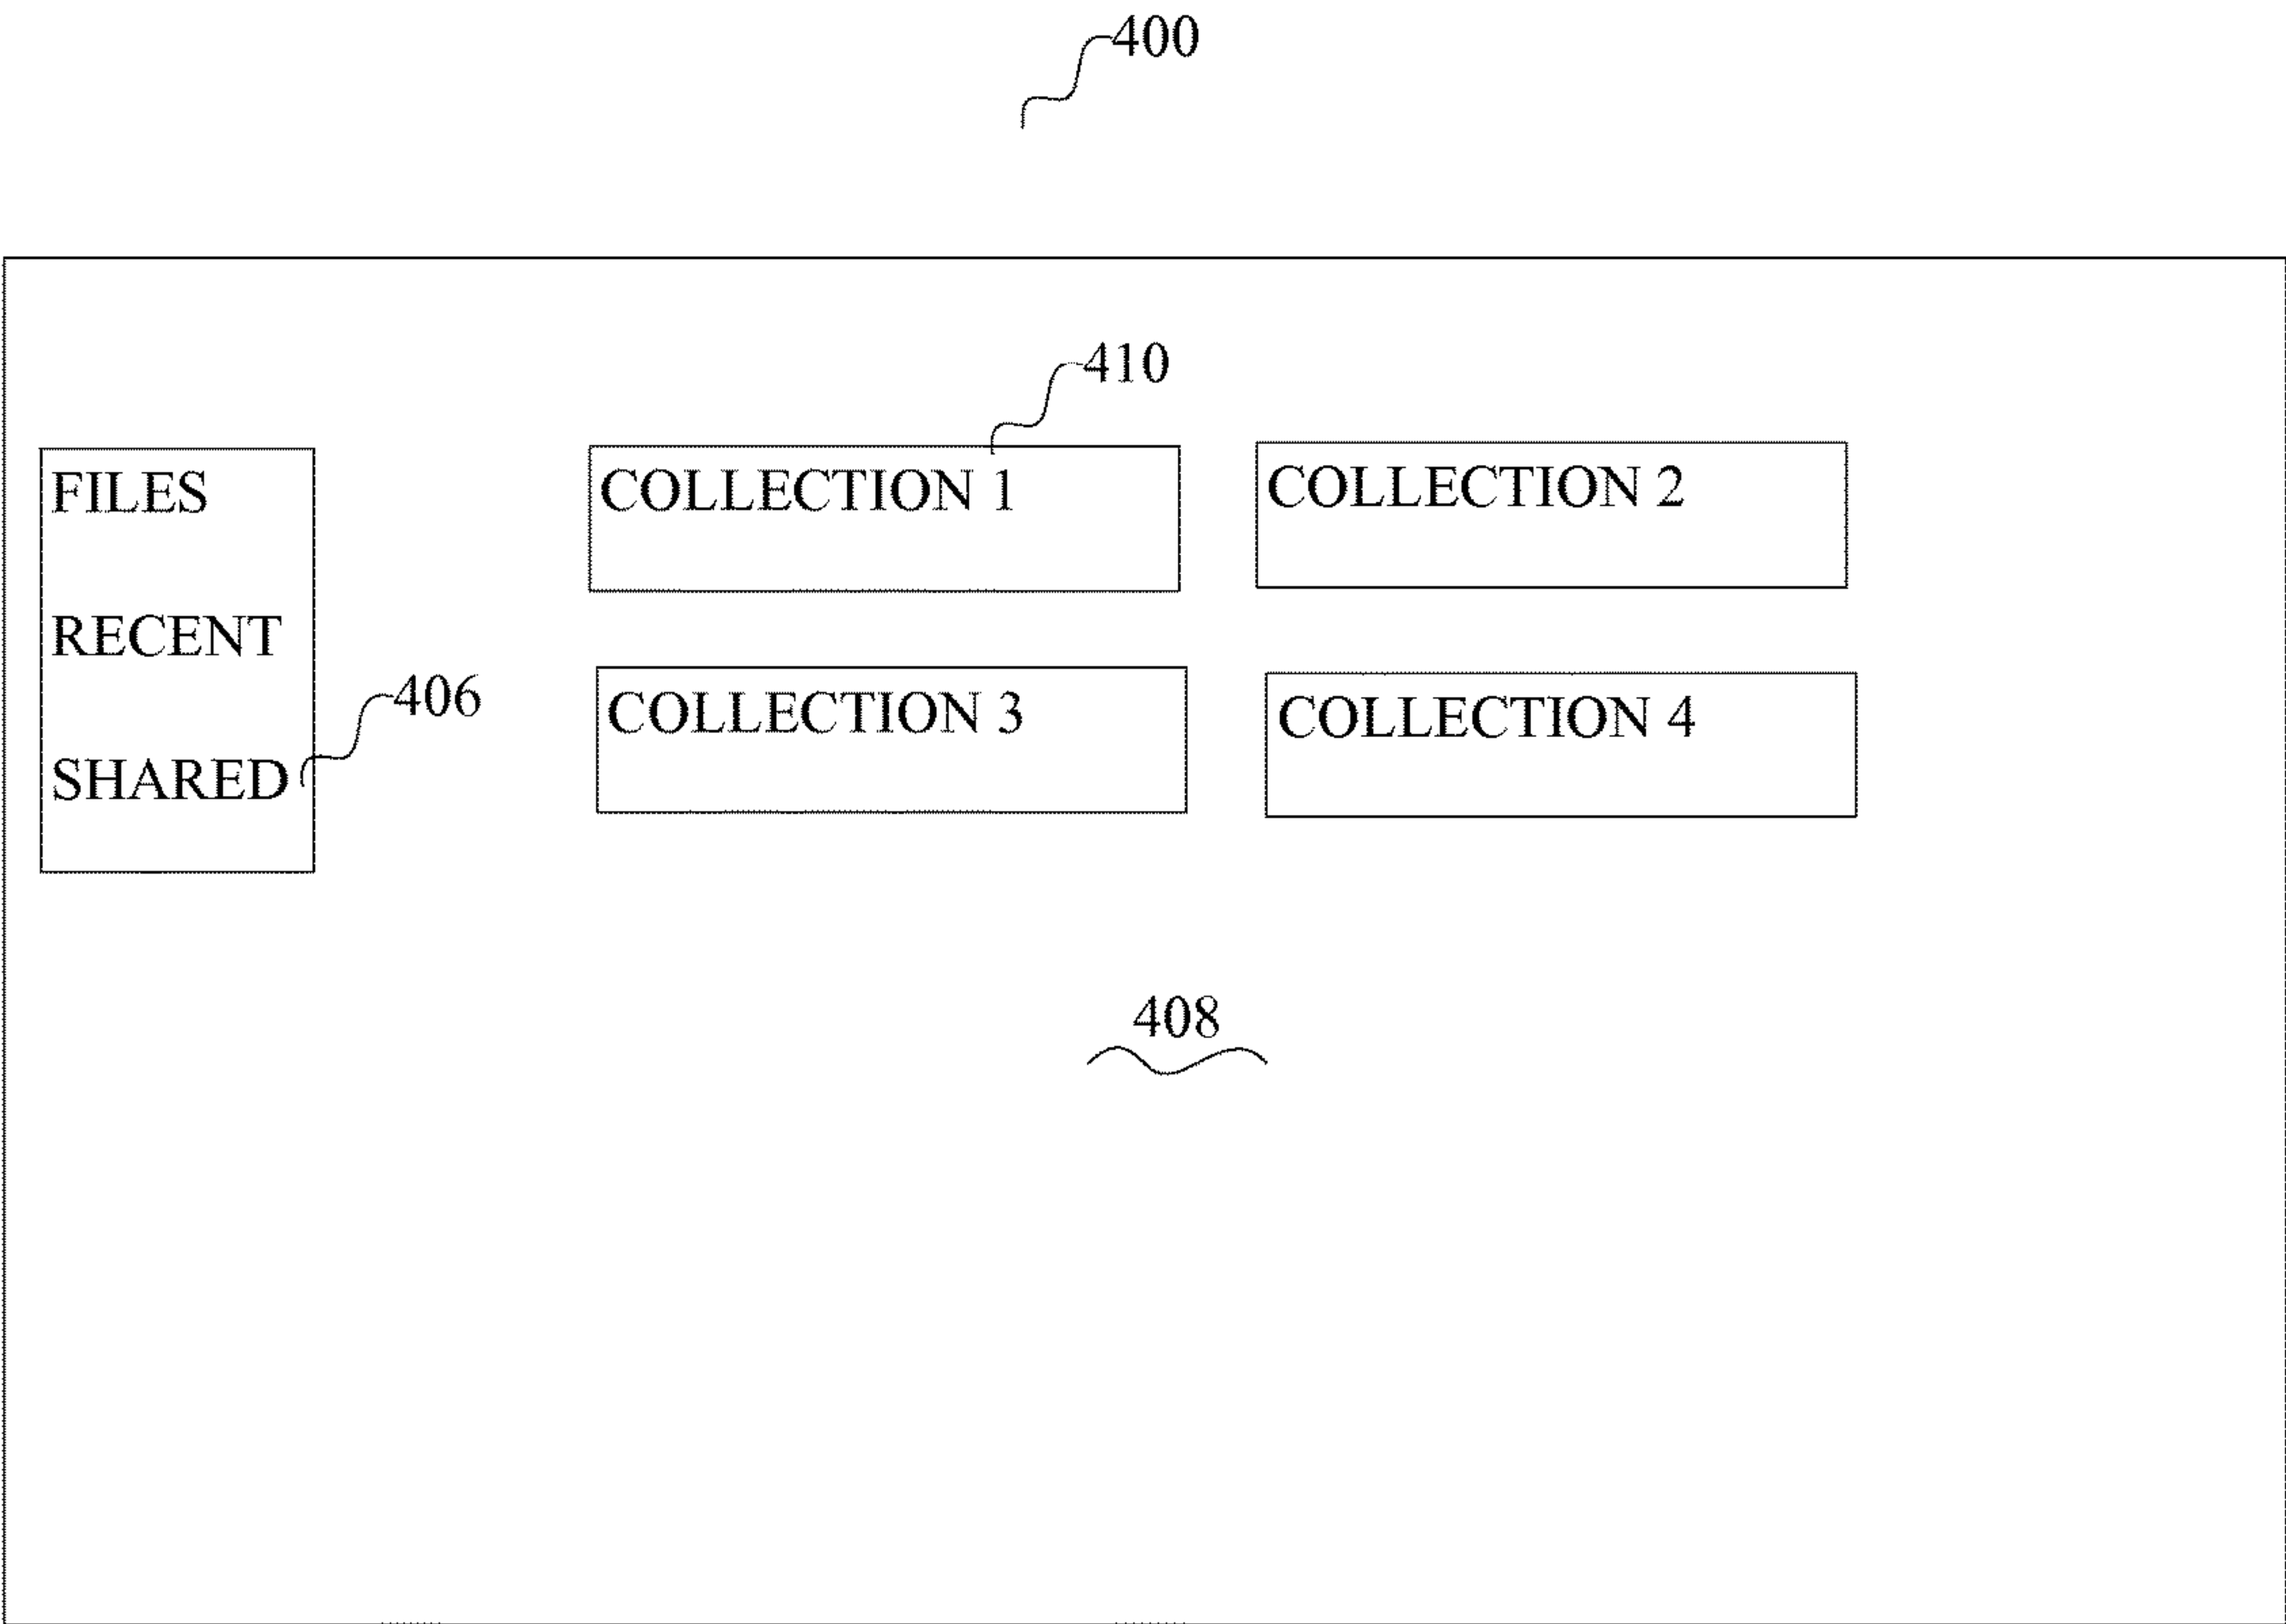 400
410
FILES
COLLECTION 1
COLLECTION 2
RECENT
406
COLLECTION 3
COLLECTION 4
SHARED
408